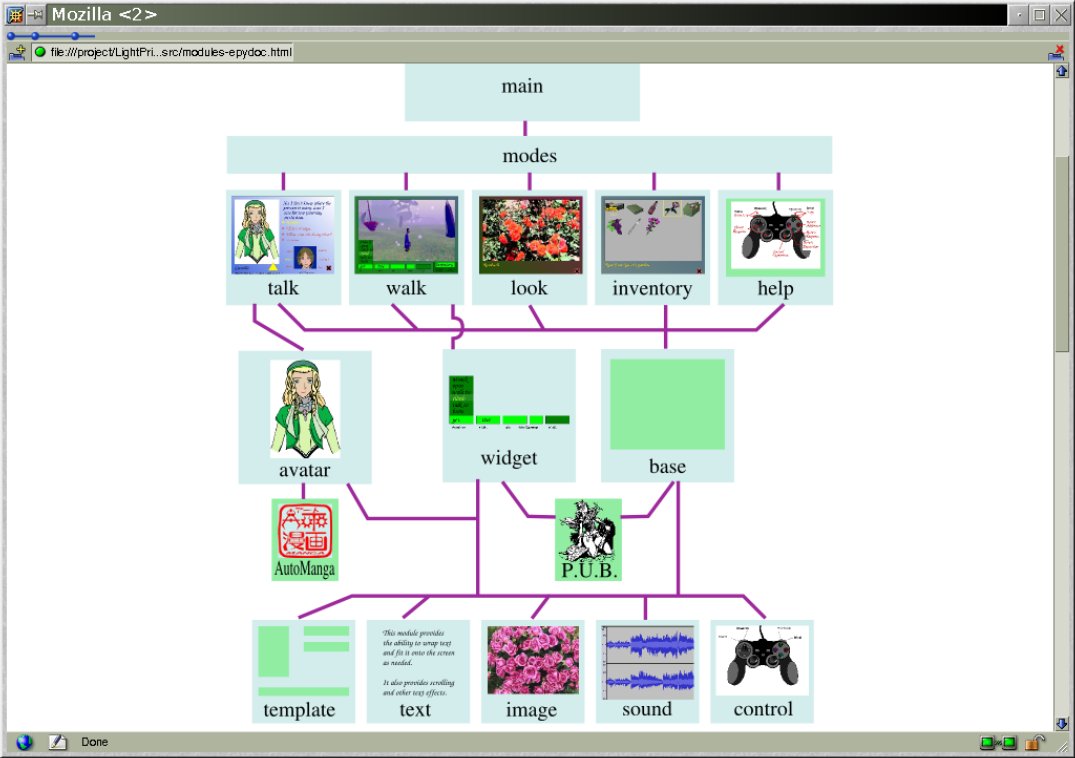 Mozilla <2>
file:///project/LightPri...src/modules-epydoc.html
main
modes
talk
walk
look
inventory
help
avatar
widget
base
漫画
AutoManga
P.U.B.
This module provides
the ability to wrap text
and fit it onto the screen
as needed.
It also provides scrolling
and other text effects.
template
text
image
sound
control
Done